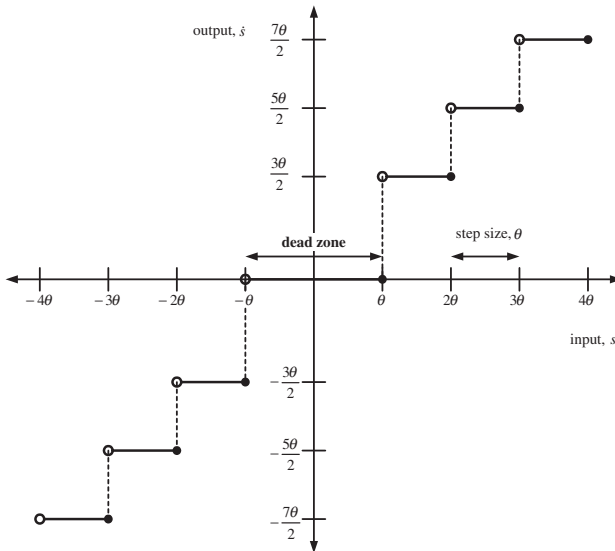 output, ṡ
7θ/2
5θ/2
3θ/2
dead zone
step size, θ
−4θ −3θ −2θ −θ θ 2θ 3θ 4θ
input, s
−3θ/2
−5θ/2
−7θ/2